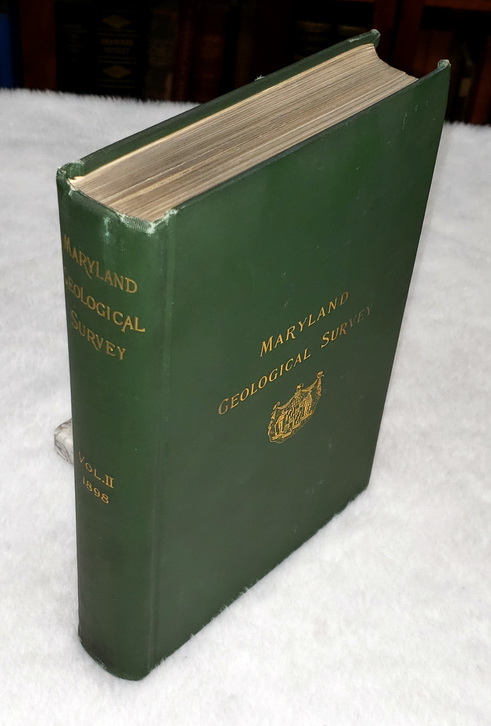 MARYLAND
GEOLOGICAL
SURVEY
VOL. II
1898
MARYLAND
GEOLOGICAL SURVEY